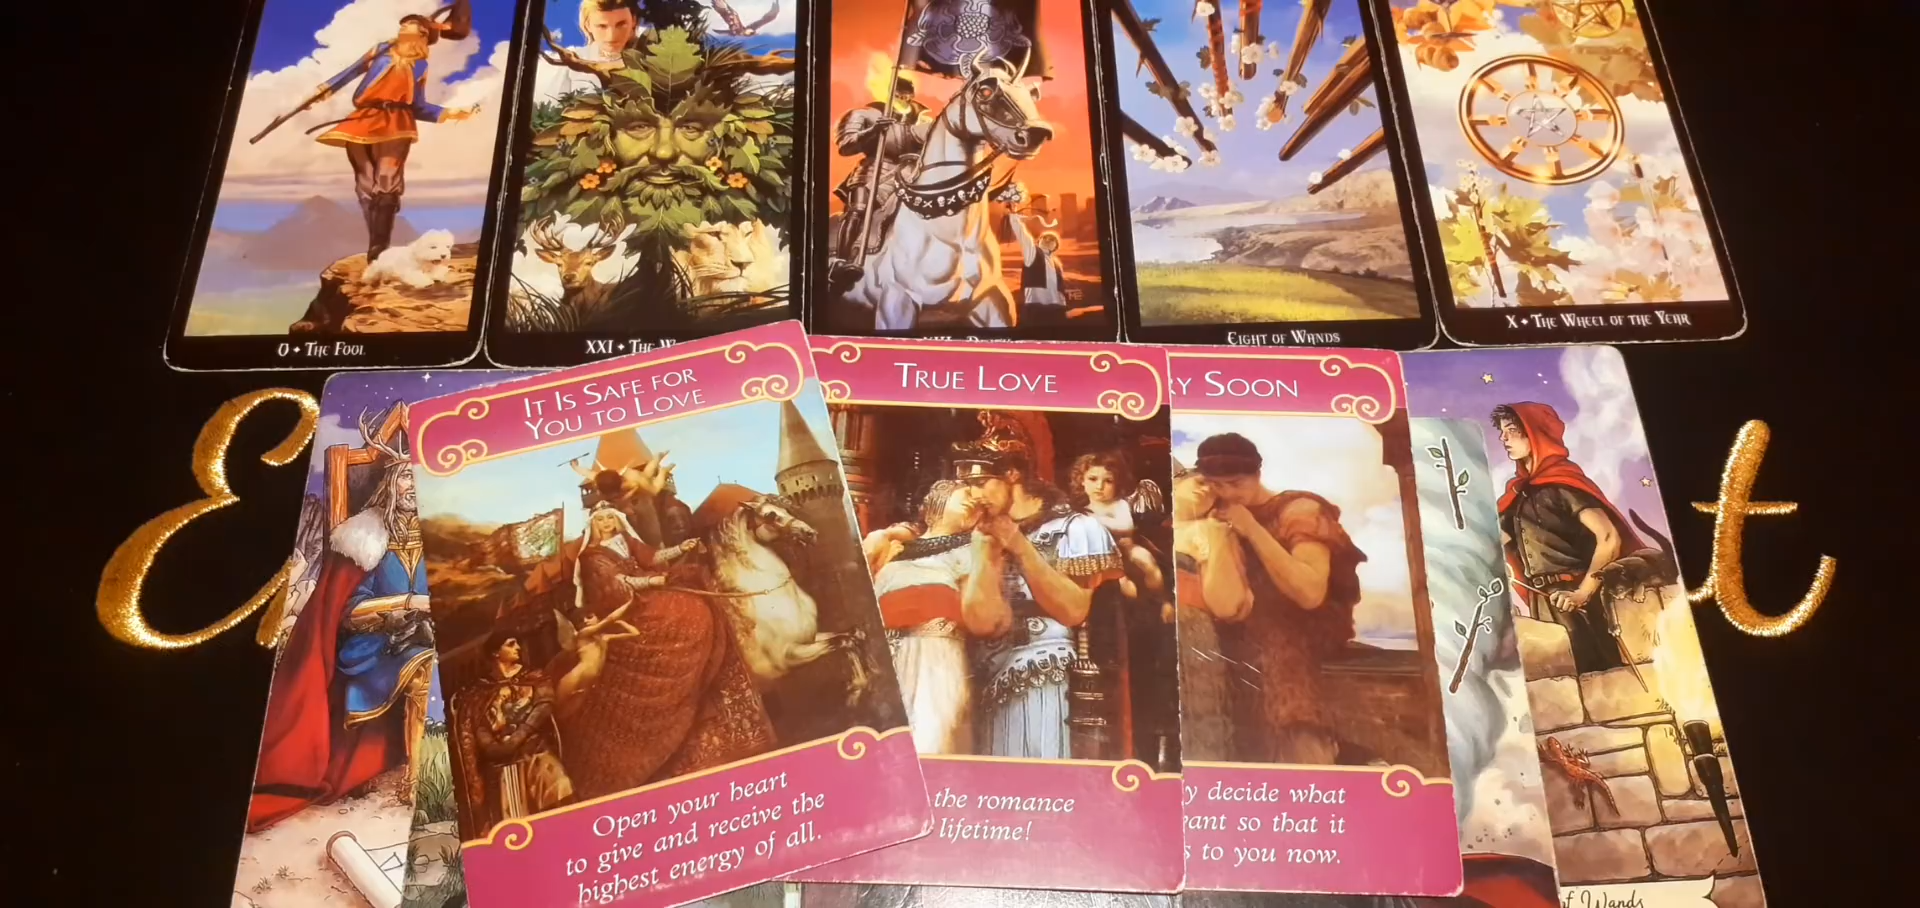 0 ✦ THE FOOL
XXI ✦ THE
EIGHT OF WANDS
X ✦ THE WHEEL OF THE YEAR
IT IS SAFE FOR
YOU TO LOVE
TRUE LOVE
RY SOON
Open your heart
to give and receive the
highest energy of all.
the romance
lifetime!
y decide what
ant so that it
s to you now.
E
t
of Wands